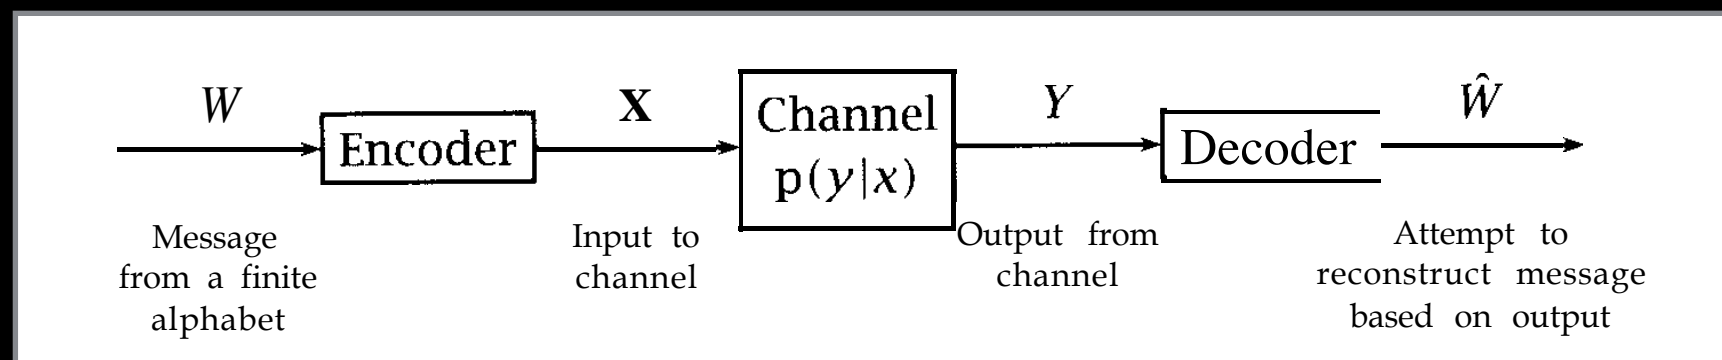 W
Encoder
X
Channel
p(y|x)
Y
Decoder
Ŵ
Message
from a finite
alphabet
Input to
channel
Output from
channel
Attempt to
reconstruct message
based on output